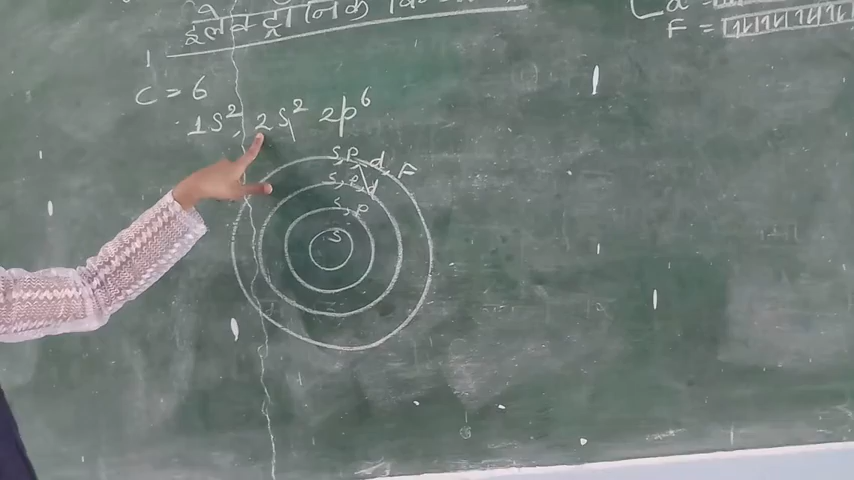 इलेक्ट्रानिक
F =
C = 6
1S², 2S² 2p⁶
S, P, d, F
S, P, d
S, P
S